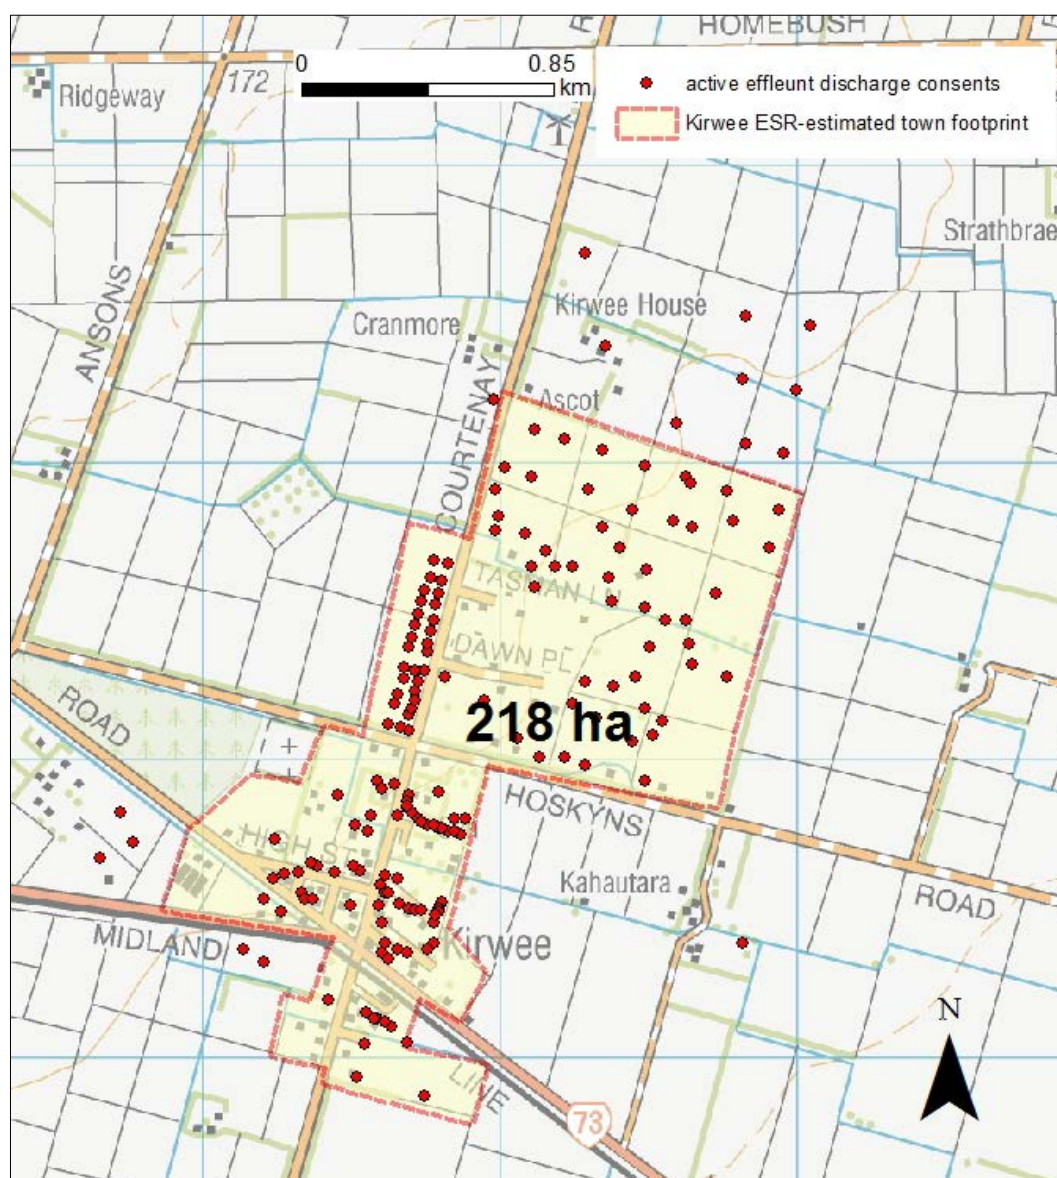 HOMEBUSH
0 0.85
km
active effleunt discharge consents
Kirwee ESR-estimated town footprint
172
Ridgeway
Strathbrae
ANSONS
Kirwee House
Cranmore
COURTENAY
Ascot
TASMAN LN
DAWN PL
218 ha
ROAD
HOSKYNS
HIGH ST
Kahautara
ROAD
MIDLAND
Kirwee
N
LINE
73